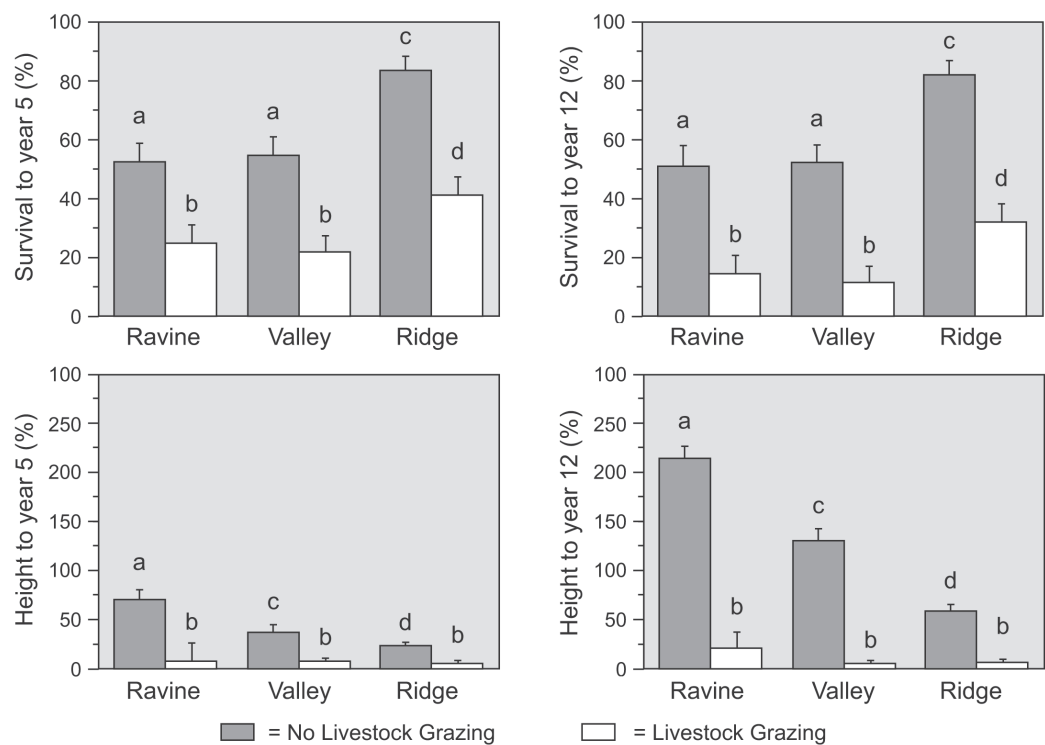 Survival to year 5 (%)
100
80
60
40
20
0
a
b
a
b
c
d
Ravine
Valley
Ridge
Survival to year 12 (%)
100
80
60
40
20
0
a
b
a
b
c
d
Ravine
Valley
Ridge
Height to year 5 (%)
100
250
200
150
100
50
0
a
b
c
b
d
b
Ravine
Valley
Ridge
Height to year 12 (%)
100
250
200
150
100
50
0
a
b
c
b
d
b
Ravine
Valley
Ridge
= No Livestock Grazing
= Livestock Grazing